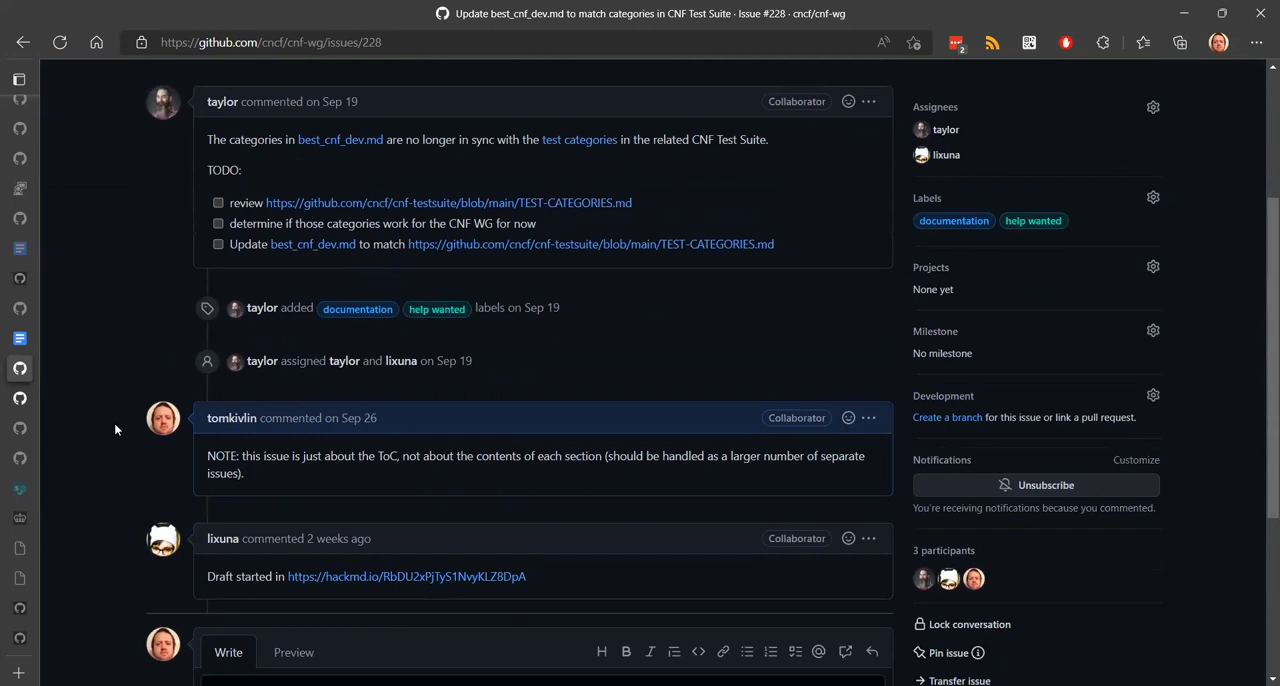 Update best_cnf_dev.md to match categories in CNF Test Suite · Issue #228 · cncf/cnf-wg
https://github.com/cncf/cnf-wg/issues/228
2
taylor commented on Sep 19
Collaborator
The categories in best_cnf_dev.md are no longer in sync with the test categories in the related CNF Test Suite.
TODO:
review https://github.com/cncf/cnf-testsuite/blob/main/TEST-CATEGORIES.md
determine if those categories work for the CNF WG for now
Update best_cnf_dev.md to match https://github.com/cncf/cnf-testsuite/blob/main/TEST-CATEGORIES.md
taylor added documentation help wanted labels on Sep 19
taylor assigned taylor and lixuna on Sep 19
tomkivlin commented on Sep 26
Collaborator
NOTE: this issue is just about the ToC, not about the contents of each section (should be handled as a larger number of separate
issues).
lixuna commented 2 weeks ago
Collaborator
Draft started in https://hackmd.io/RbDU2xPjTyS1NvyKLZ8DpA
Write
Preview
Assignees
taylor
lixuna
Labels
documentation help wanted
Projects
None yet
Milestone
No milestone
Development
Create a branch for this issue or link a pull request.
Notifications
Customize
Unsubscribe
You're receiving notifications because you commented.
3 participants
Lock conversation
Pin issue
Transfer issue